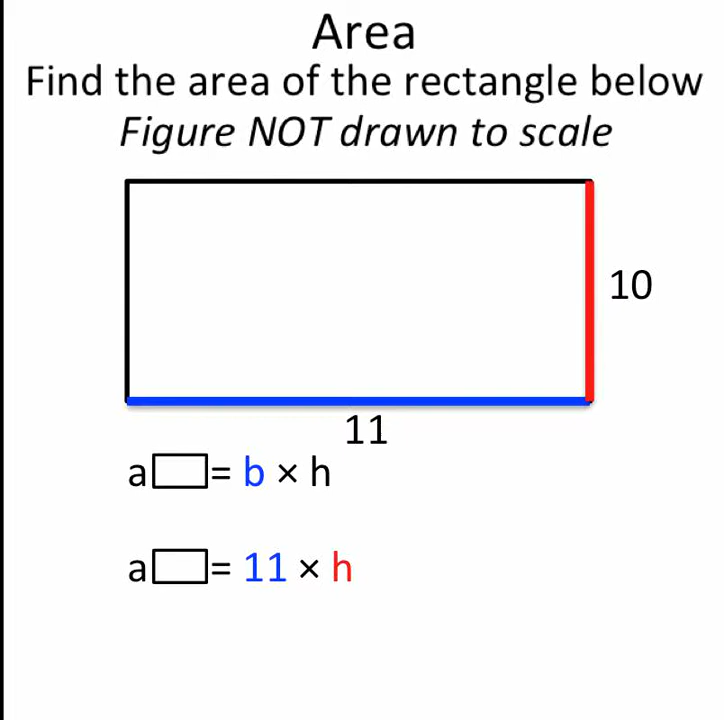 Area
Find the area of the rectangle below
Figure NOT drawn to scale
10
11
a▭= b × h
a▭= 11 × h